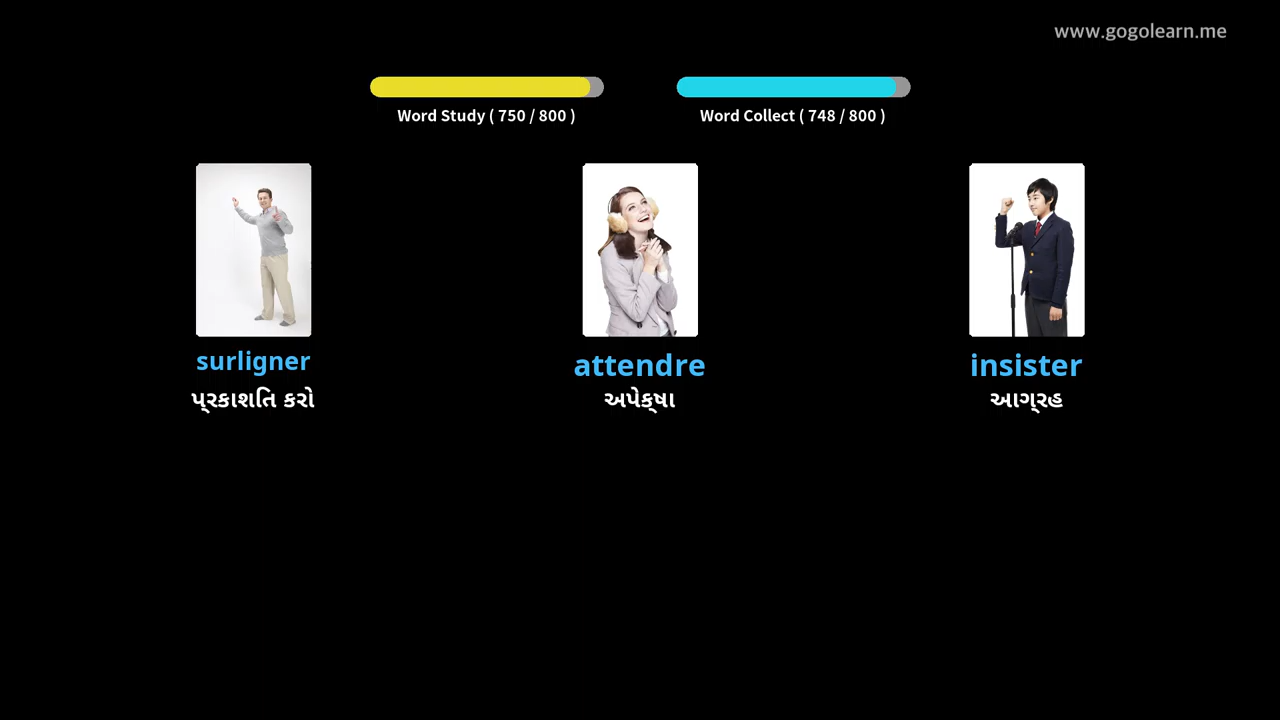 www.gogolearn.me
Word Study ( 750 / 800 )
Word Collect ( 748 / 800 )
surligner
attendre
insister
પ્રકાશિત કરો
અપેક્ષા
આગ્રહ